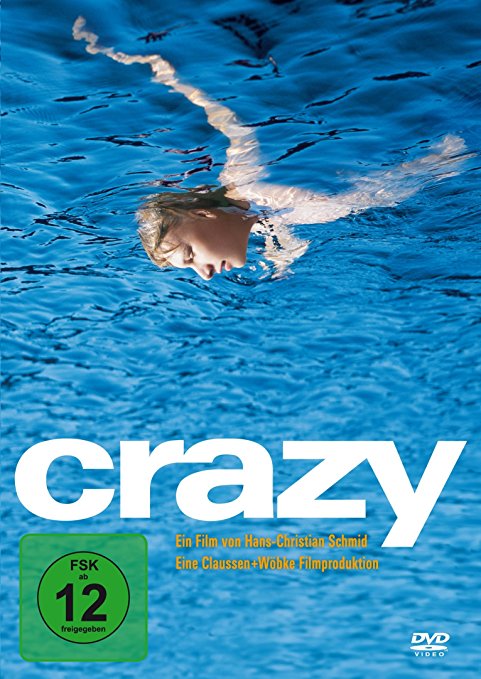 crazy
Ein Film von Hans-Christian Schmid
Eine Claussen+Wöbke Filmproduktion
FSK
ab
12
freigegeben
DVD
VIDEO